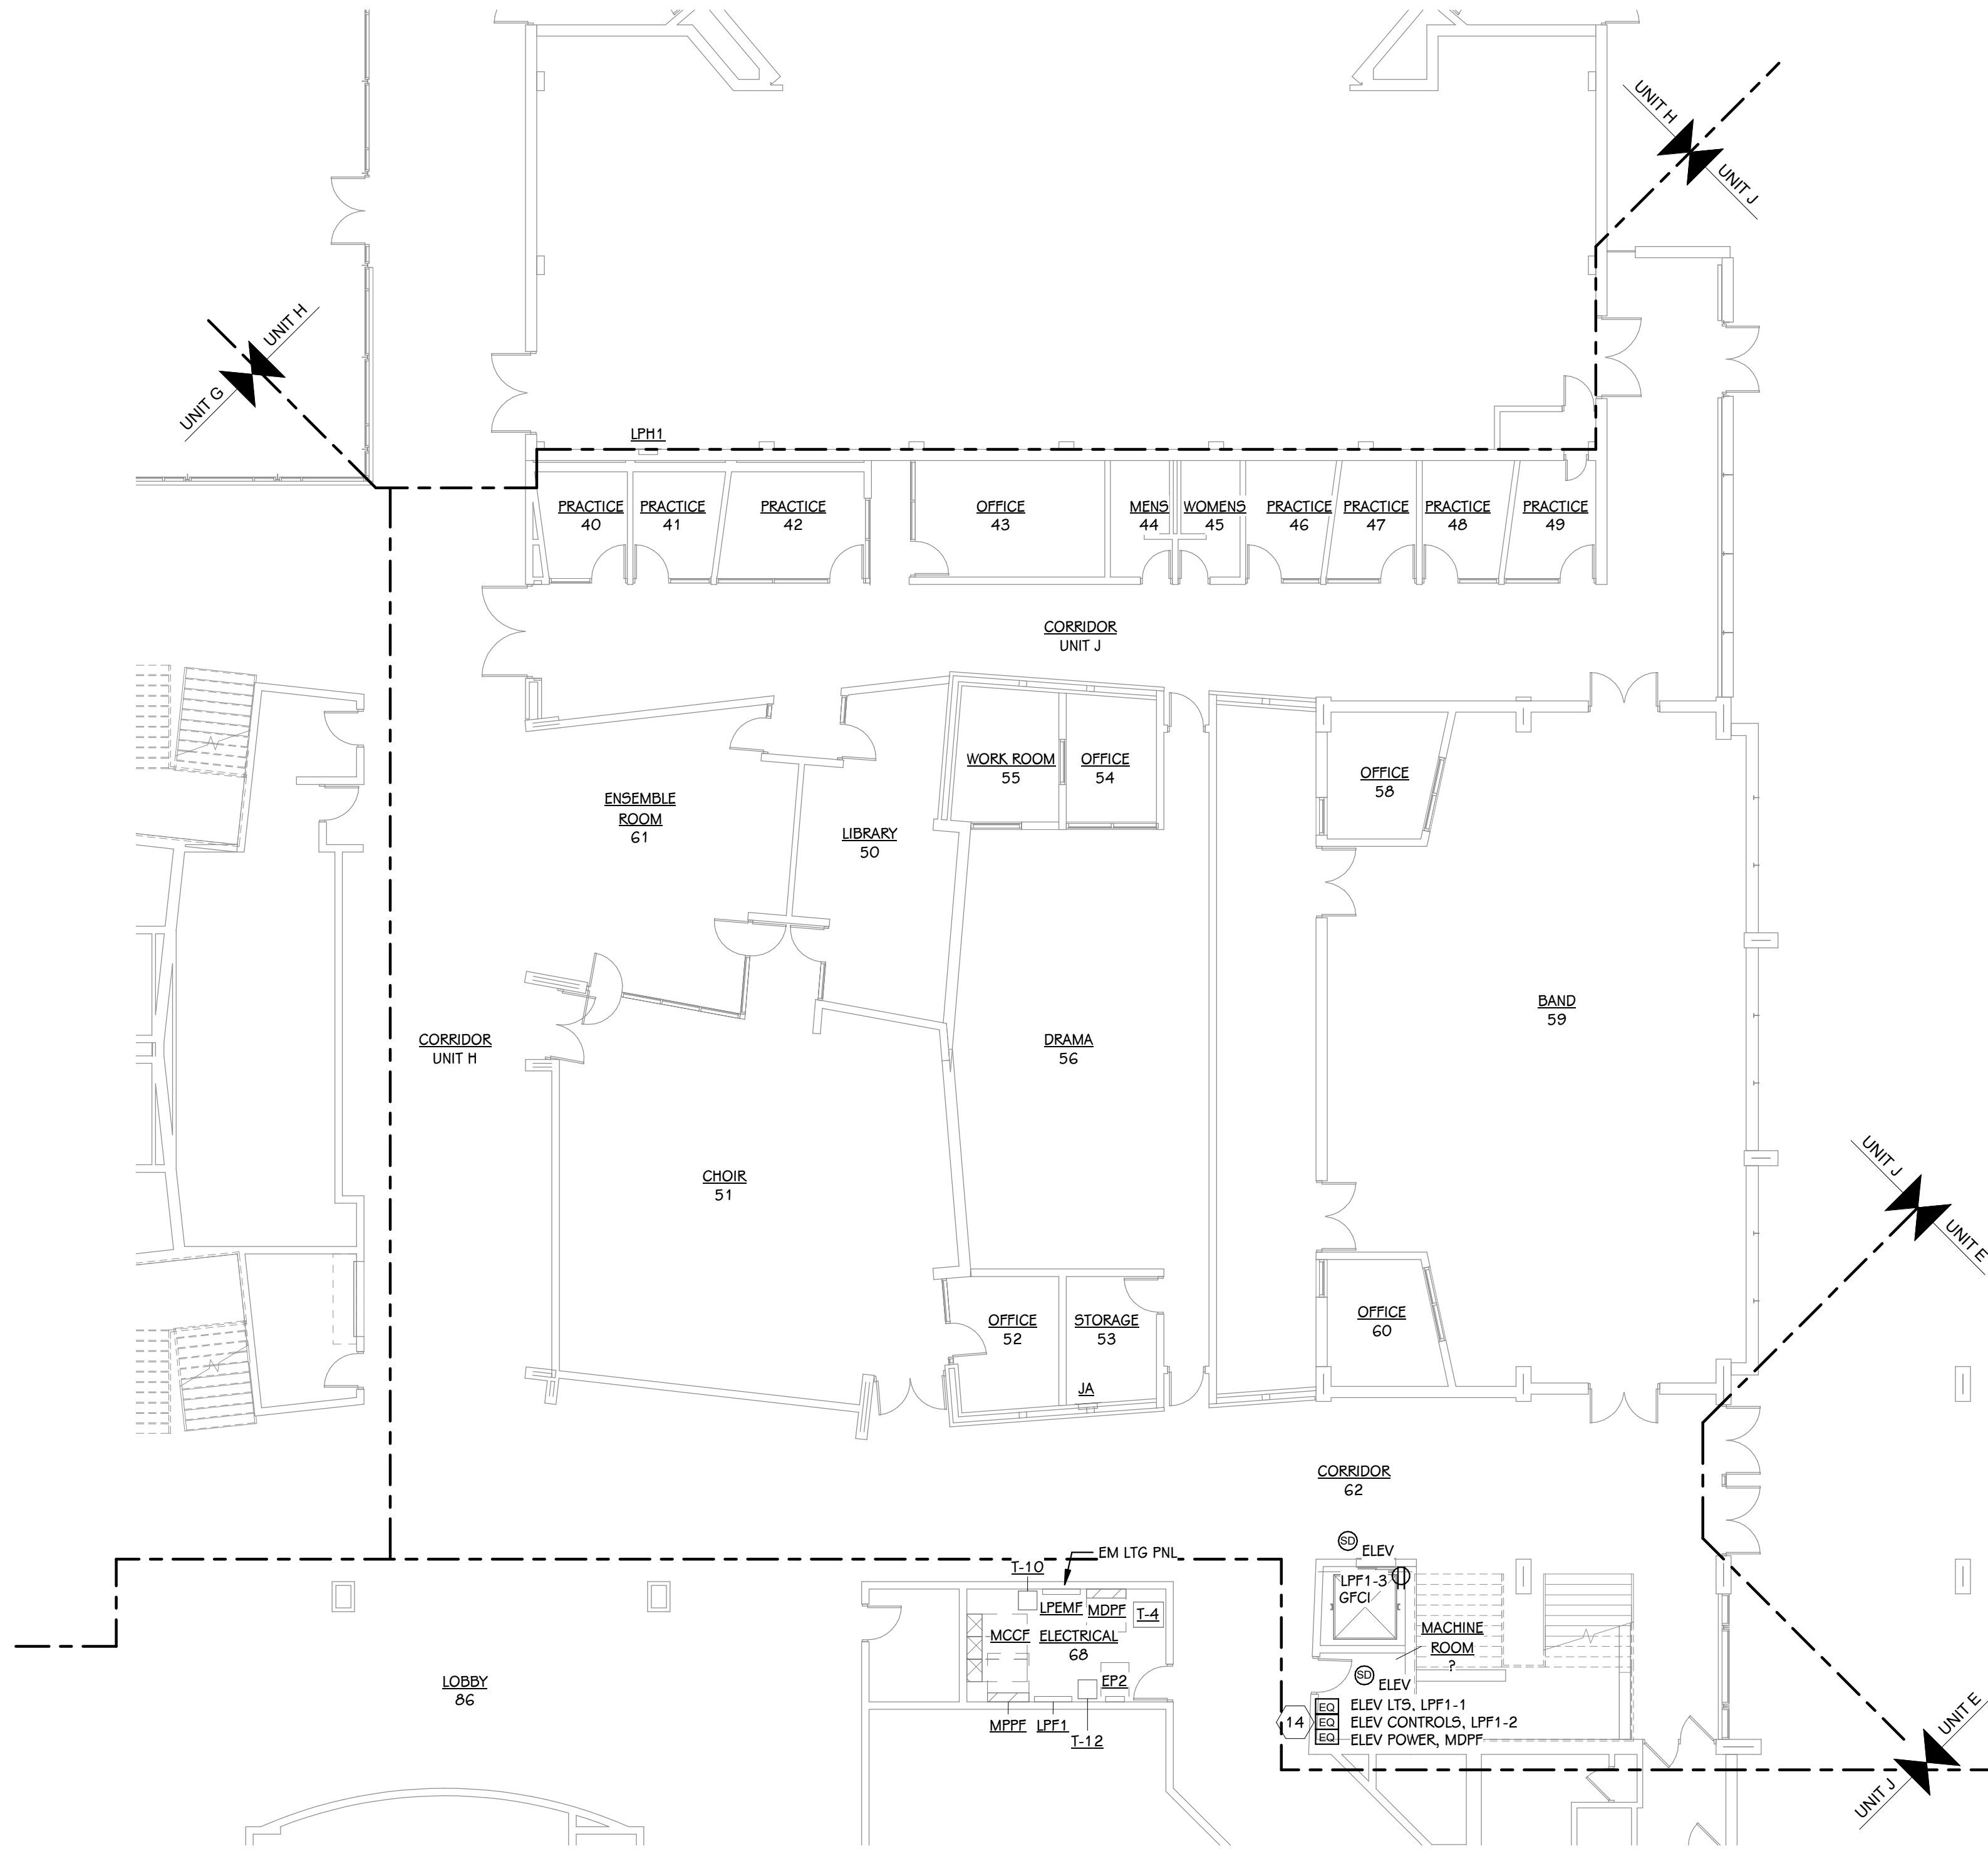 UNIT H
UNIT J
UNIT H
UNIT G
LPH1
PRACTICE
40
PRACTICE
41
PRACTICE
42
OFFICE
43
MENS
44
WOMENS
45
PRACTICE
46
PRACTICE
47
PRACTICE
48
PRACTICE
49
CORRIDOR
UNIT J
WORK ROOM
55
OFFICE
54
OFFICE
58
ENSEMBLE
ROOM
61
LIBRARY
50
CORRIDOR
UNIT H
DRAMA
56
BAND
59
CHOIR
51
UNIT J
UNIT E
OFFICE
52
STORAGE
53
JA
OFFICE
60
CORRIDOR
62
SD
ELEV
EM LTG PNL
T-10
LPF1-3
GFCI
LPEMF
MDPF
T-4
MCCF
ELECTRICAL
68
MACHINE
ROOM
?
SD
ELEV
EP2
LOBBY
86
MPPF
LPF1
T-12
14
EQ
ELEV LTS, LPF1-1
EQ
ELEV CONTROLS, LPF1-2
EQ
ELEV POWER, MDPF
UNIT E
UNIT J